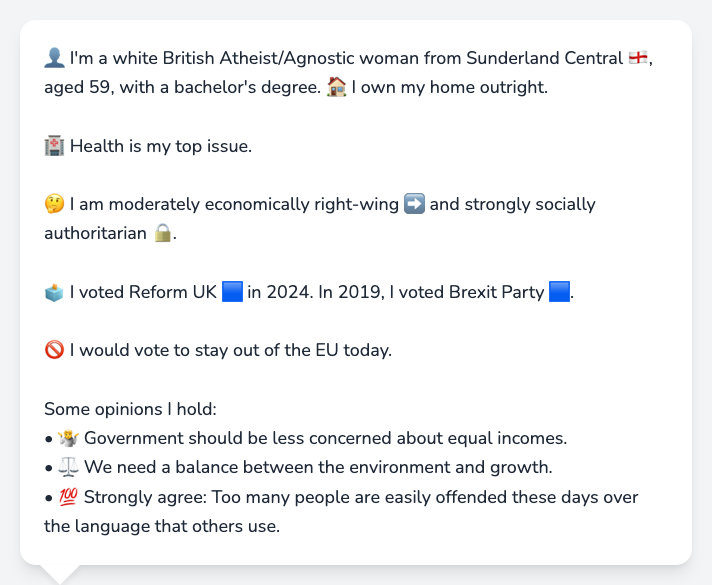 👤 I'm a white British Atheist/Agnostic woman from Sunderland Central 🏴󠁧󠁢󠁥󠁮󠁧󠁿,
aged 59, with a bachelor's degree. 🏠 I own my home outright.
🏥 Health is my top issue.
🤔 I am moderately economically right-wing ➡️ and strongly socially
authoritarian 🔒.
🗳️ I voted Reform UK 🟦 in 2024. In 2019, I voted Brexit Party 🟦.
🚫 I would vote to stay out of the EU today.
Some opinions I hold:
• 🤷 Government should be less concerned about equal incomes.
• ⚖️ We need a balance between the environment and growth.
• 💯 Strongly agree: Too many people are easily offended these days over
the language that others use.